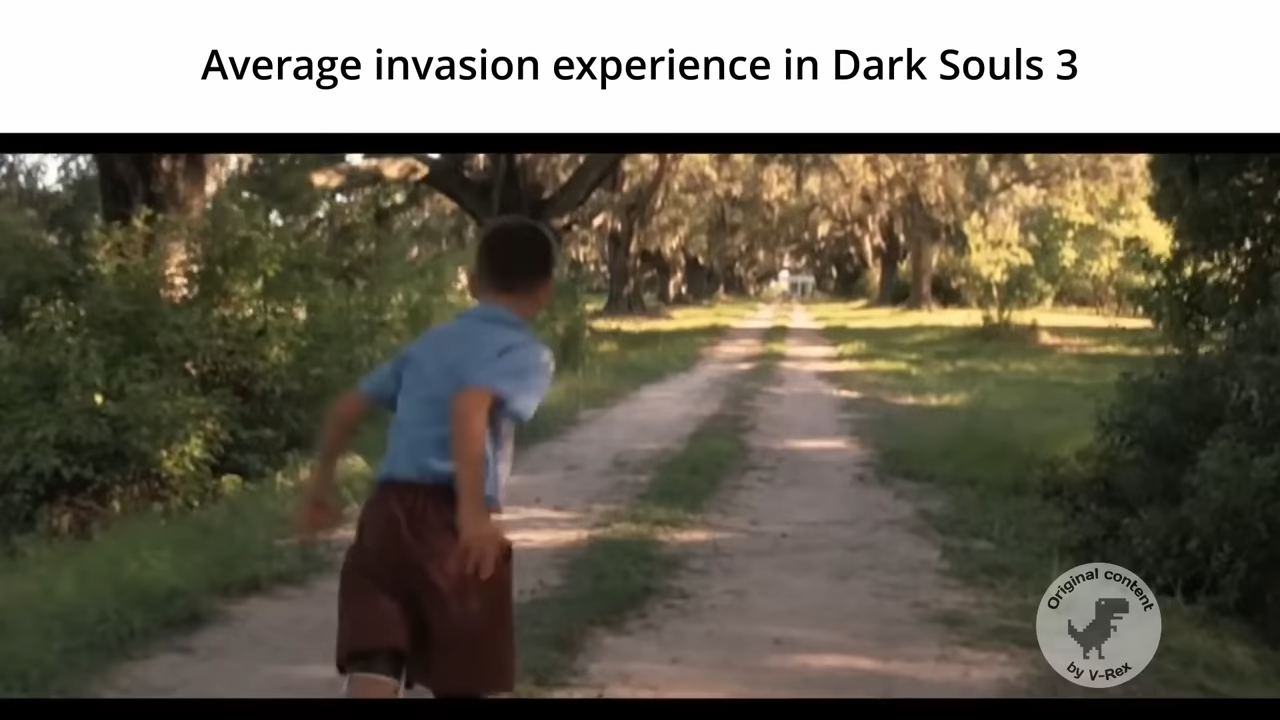 Average invasion experience in Dark Souls 3
Original content
by V-Rex